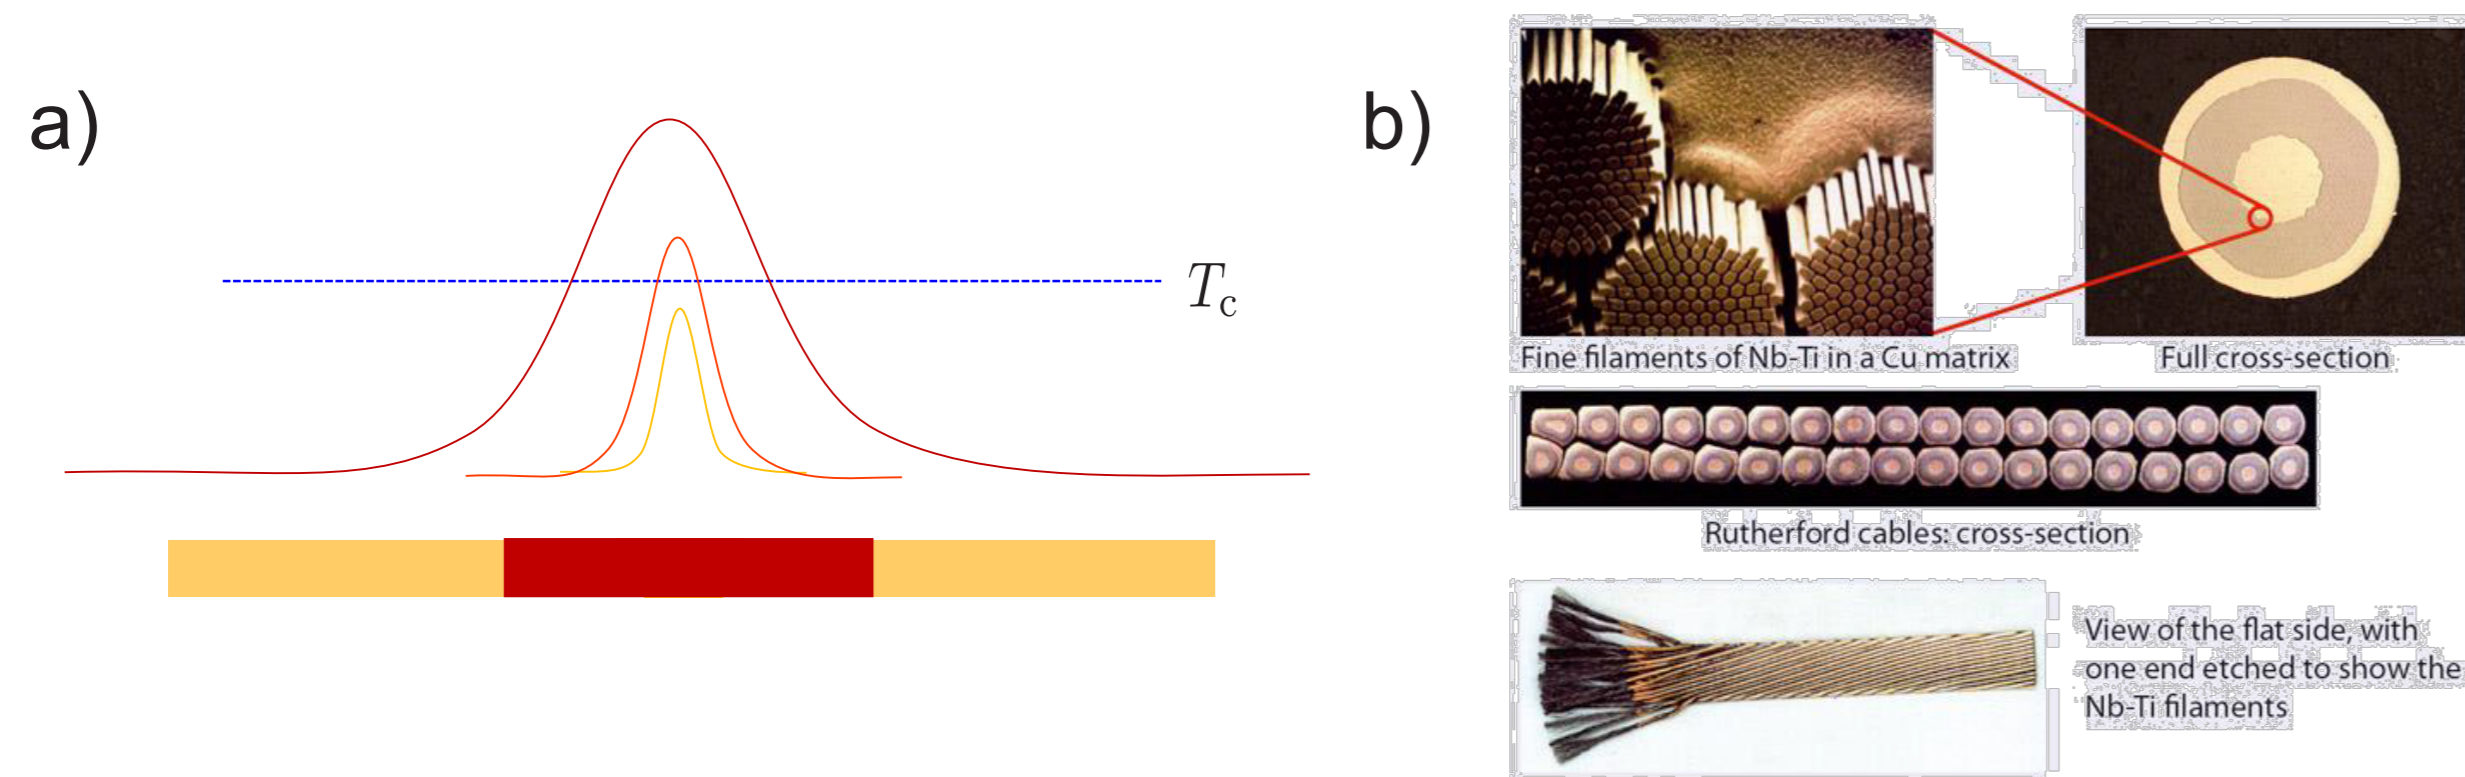 a)
T_c
b)
Fine filaments of Nb-Ti in a Cu matrix
Full cross-section
Rutherford cables: cross-section
View of the flat side, with
one end etched to show the
Nb-Ti filaments